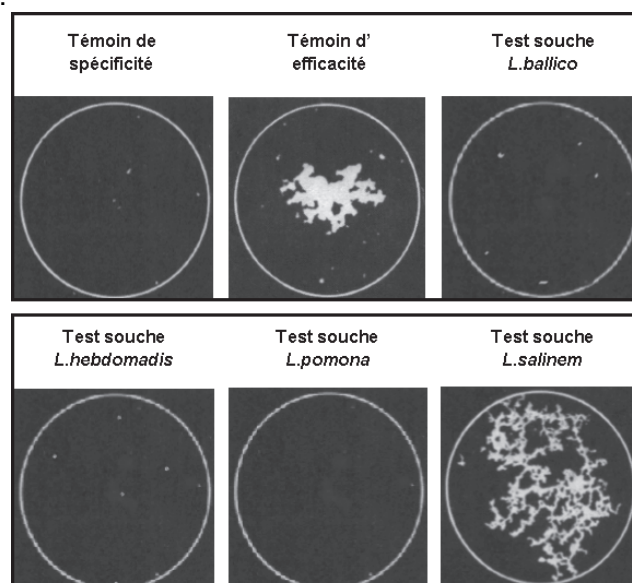 Témoin de
spécificité
Témoin d'
efficacité
Test souche
L.ballico
Test souche
L.hebdomadis
Test souche
L.pomona
Test souche
L.salinem